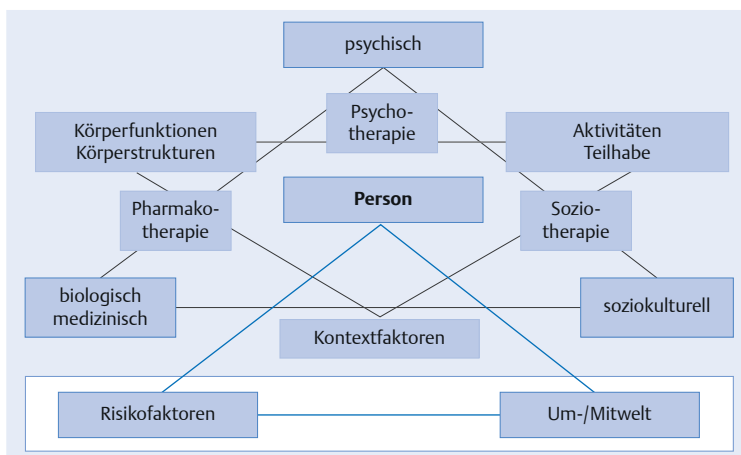 psychisch
Psycho-
therapie
Körperfunktionen
Körperstrukturen
Aktivitäten
Teilhabe
Pharmako-
therapie
Person
Sozio-
therapie
biologisch
medizinisch
soziokulturell
Kontextfaktoren
Risikofaktoren
Um-/Mitwelt